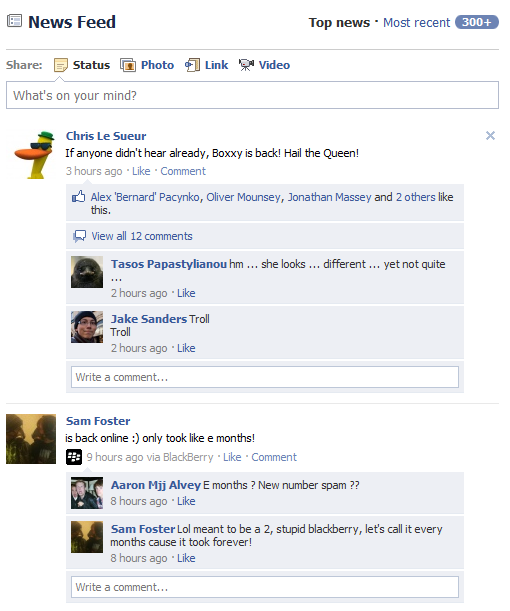 News Feed
Top news · Most recent 300+
Share: Status Photo Link Video
What's on your mind?
Chris Le Sueur
If anyone didn't hear already, Boxxy is back! Hail the Queen!
3 hours ago · Like · Comment
Alex 'Bernard' Pacynko, Oliver Mounsey, Jonathan Massey and 2 others like
this.
View all 12 comments
Tasos Papastylianou hm ... she looks ... different ... yet not quite
...
2 hours ago · Like
Jake Sanders Troll
Troll
2 hours ago · Like
Write a comment...
Sam Foster
is back online :) only took like e months!
9 hours ago via BlackBerry · Like · Comment
Aaron Mjj Alvey E months ? New number spam ??
8 hours ago · Like
Sam Foster Lol meant to be a 2, stupid blackberry, let's call it every
months cause it took forever!
8 hours ago · Like
Write a comment...